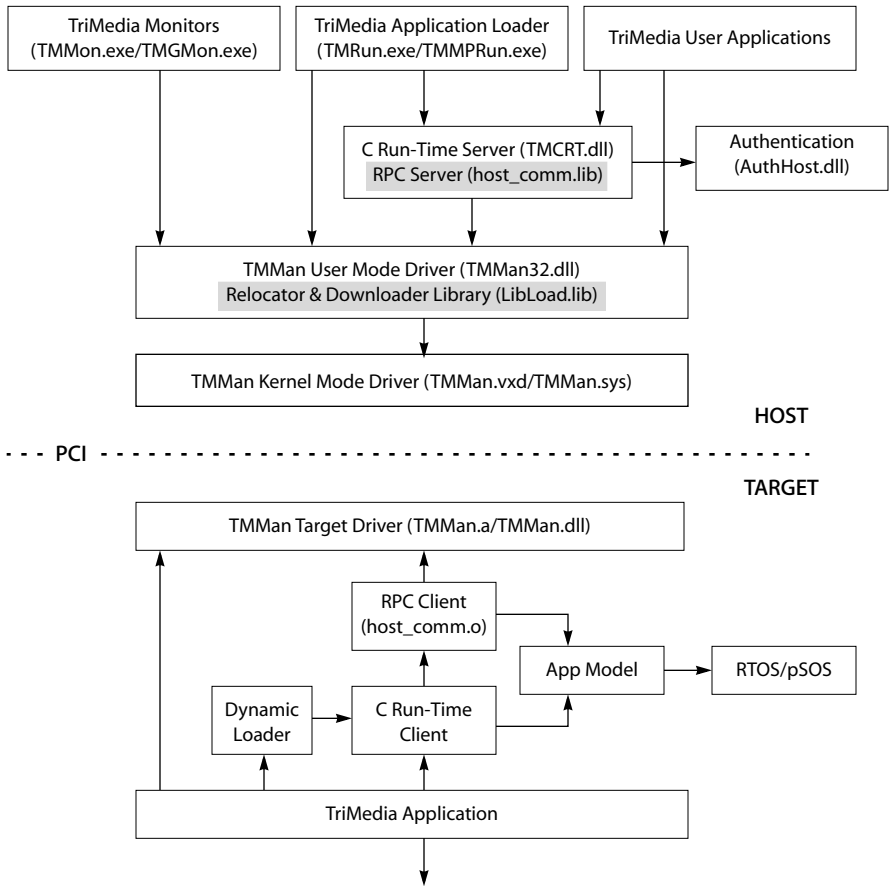 TriMedia Monitors
(TMMon.exe/TMGMon.exe)
TriMedia Application Loader
(TMRun.exe/TMMPRun.exe)
TriMedia User Applications
C Run-Time Server (TMCRT.dll)
RPC Server (host_comm.lib)
Authentication
(AuthHost.dll)
TMMan User Mode Driver (TMMan32.dll)
Relocator & Downloader Library (LibLoad.lib)
TMMan Kernel Mode Driver (TMMan.vxd/TMMan.sys)
HOST
PCI
TARGET
TMMan Target Driver (TMMan.a/TMMan.dll)
RPC Client
(host_comm.o)
App Model
RTOS/pSOS
Dynamic
Loader
C Run-Time
Client
TriMedia Application